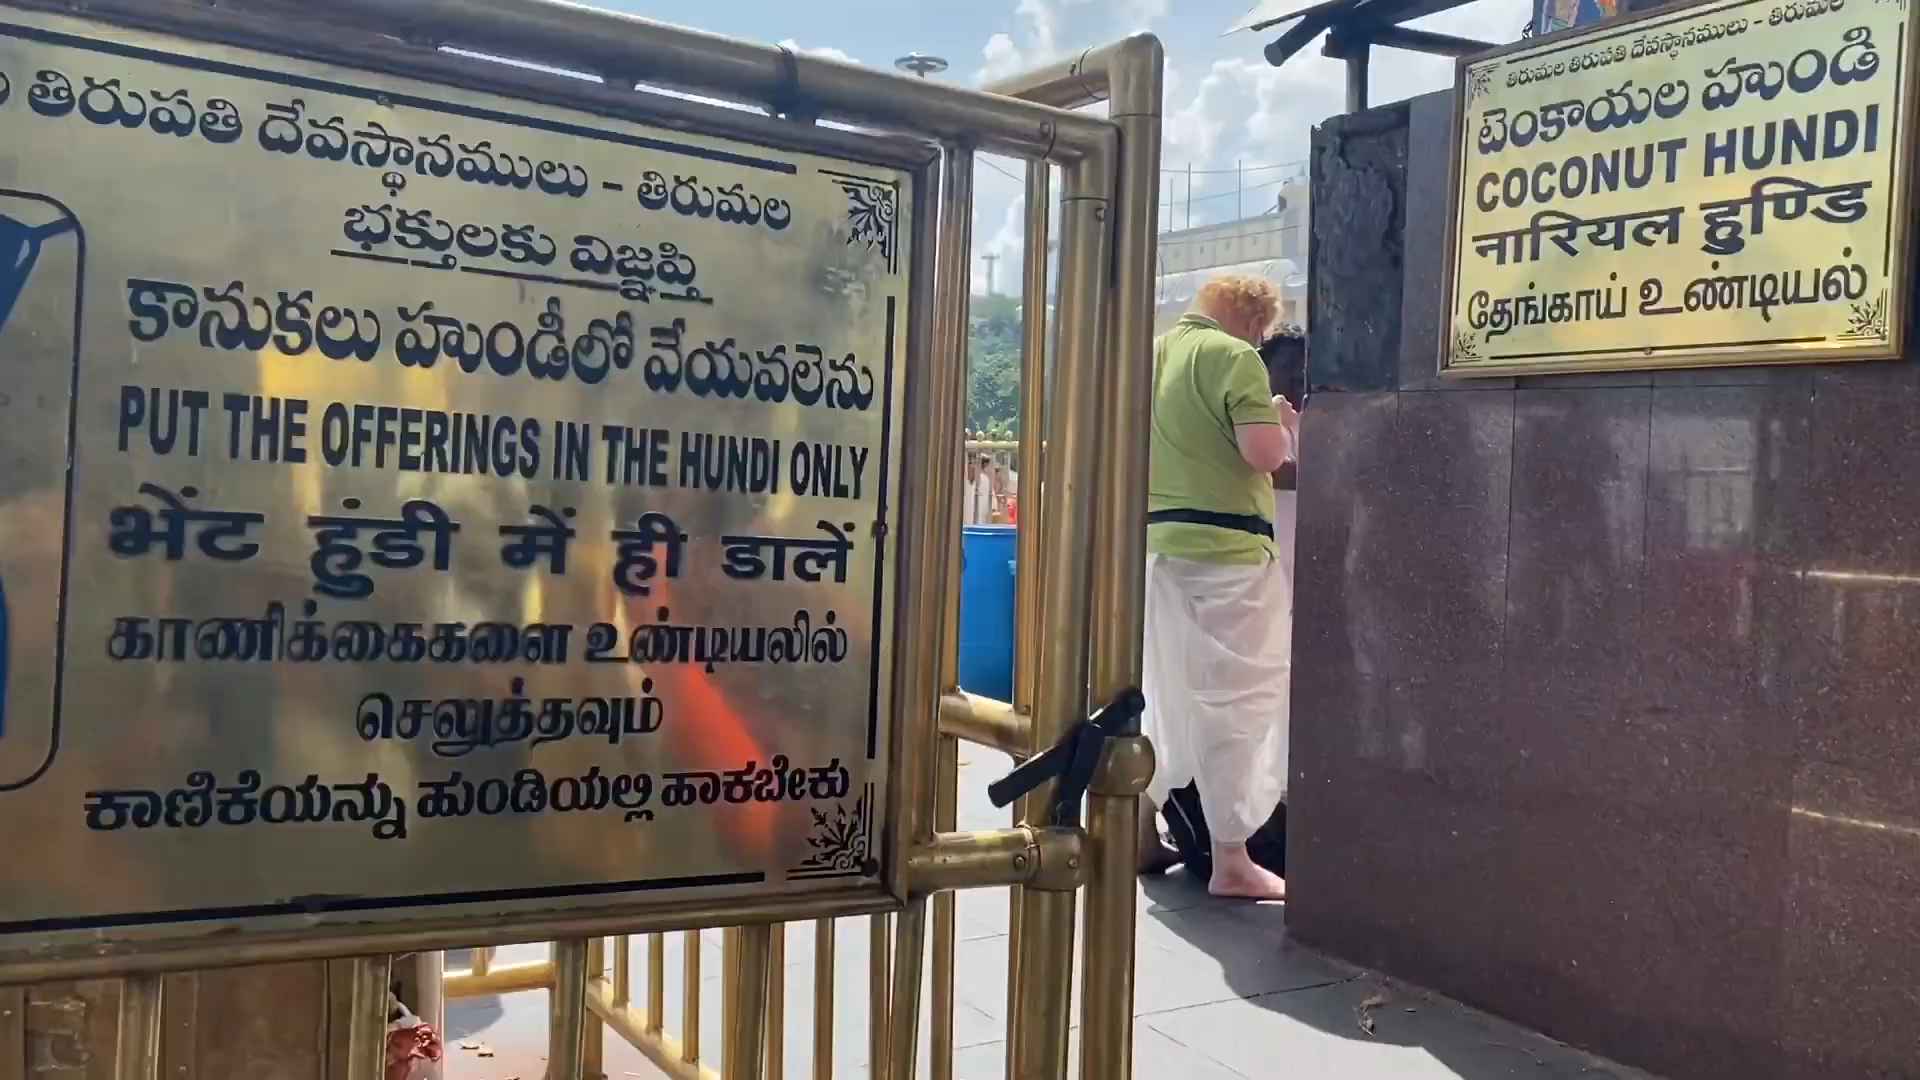 తిరుపతి దేవస్థానములు - తిరుమల
భక్తులకు విజ్ఞప్తి
కానుకలు హుండీలో వేయవలెను
PUT THE OFFERINGS IN THE HUNDI ONLY
भेंट हुंडी में ही डालें
காணிக்கைகளை உண்டியலில்
செலுத்தவும்
ಕಾಣಿಕೆಯನ್ನು ಹುಂಡಿಯಲ್ಲಿ ಹಾಕಬೇಕು
తిరుమల తిరుపతి దేవస్థానములు - తిరుమల
టెంకాయల హుండి
COCONUT HUNDI
नारियल हुण्डि
தேங்காய் உண்டியல்